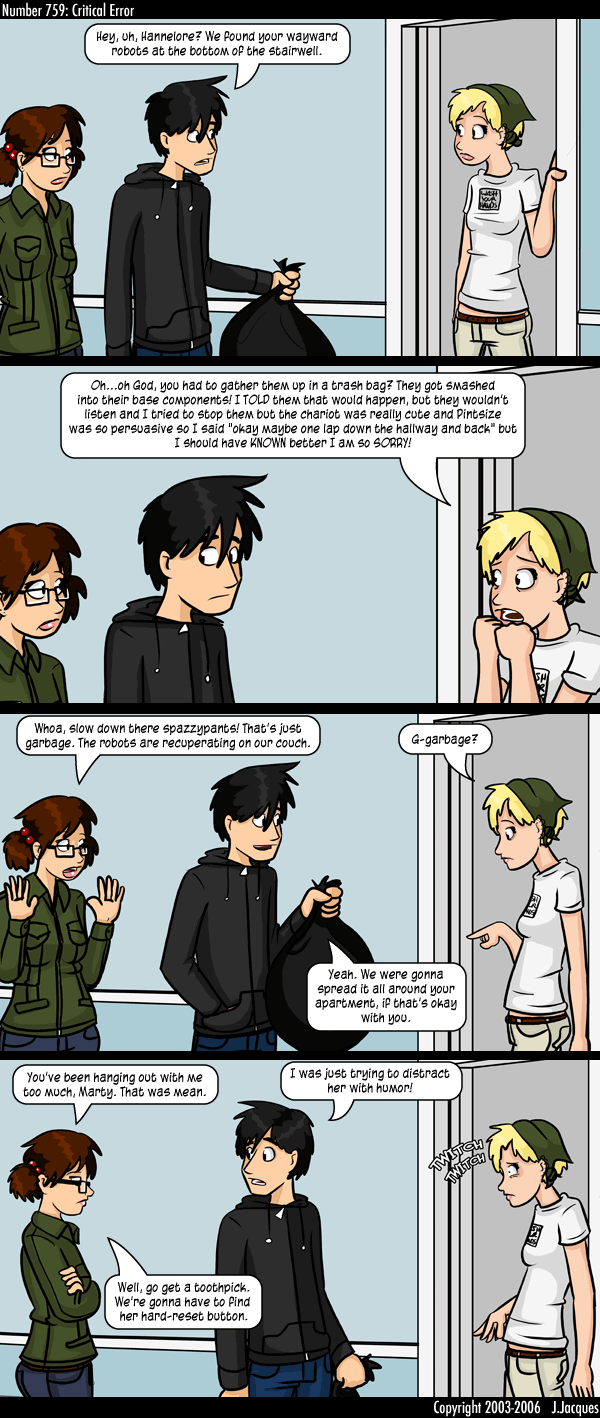 Number 759: Critical Error
Hey, uh, Hannelore? We found your wayward
robots at the bottom of the stairwell.
WASH
YOUR
HANDS
Oh...oh God, you had to gather them up in a trash bag? They got smashed
into their base components! I TOLD them that would happen, but they wouldn't
listen and I tried to stop them but the chariot was really cute and Pintsize
was so persuasive so I said "okay maybe one lap down the hallway and back" but
I should have KNOWN better I am so SORRY!
Whoa, slow down there spazzypants! That's just
garbage. The robots are recuperating on our couch.
G-garbage?
Yeah. We were gonna
spread it all around your
apartment, if that's okay
with you.
You've been hanging out with me
too much, Marty. That was mean.
I was just trying to distract
her with humor!
TWITCH
TWITCH
Well, go get a toothpick.
We're gonna have to find
her hard-reset button.
Copyright 2003-2006 J.Jacques